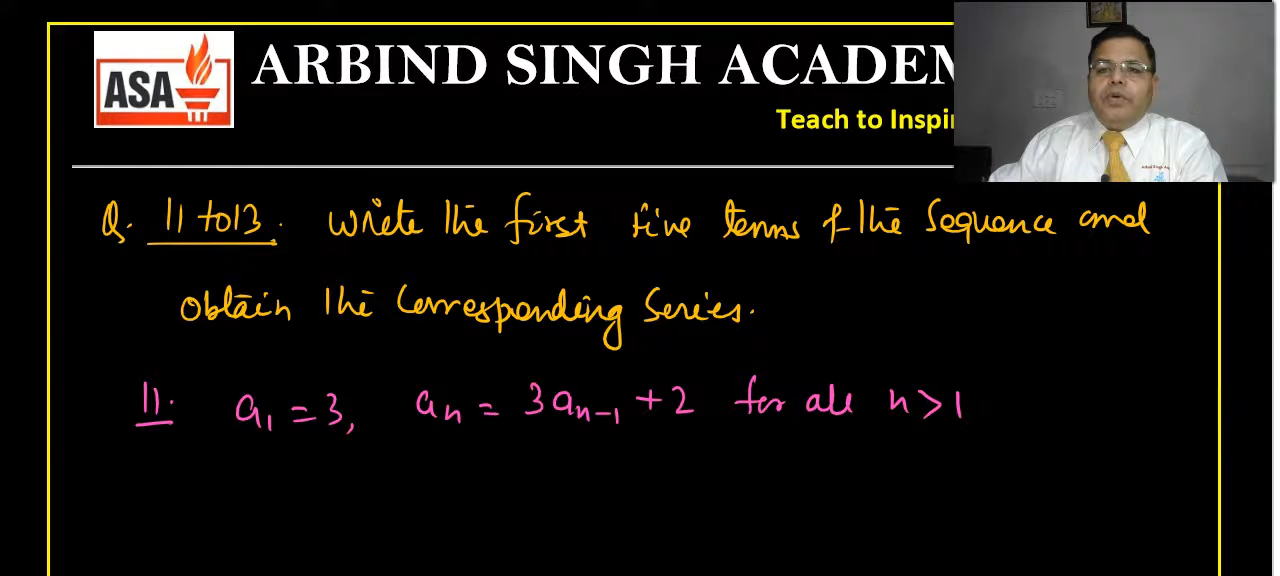 ASA
ARBIND SINGH ACADEM
Teach to Inspir
Q. 11 to 13. Write the first five terms of the Sequence and
obtain the Corresponding Series.
11. a₁ = 3, aₙ = 3aₙ₋₁ + 2 for all n > 1